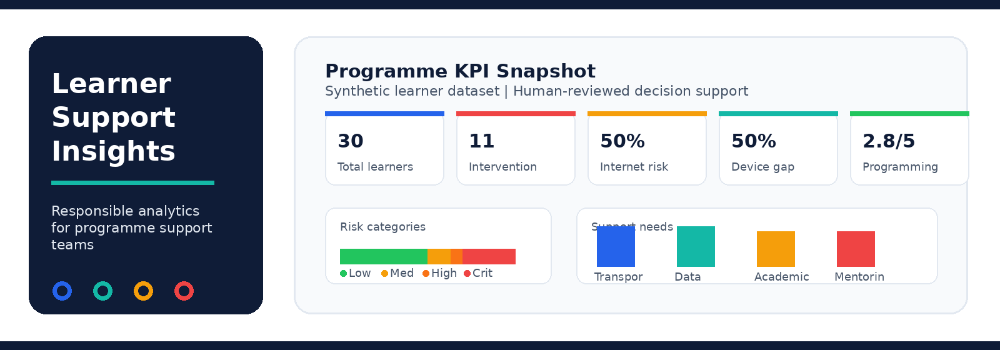 Learner
Support
Insights
Responsible analytics
for programme support
teams
Programme KPI Snapshot
Synthetic learner dataset | Human-reviewed decision support
30
Total learners
11
Intervention
50%
Internet risk
50%
Device gap
2.8/5
Programming
Risk categories
Low Med High Crit
Support needs
Transpor Data Academic Mentorin